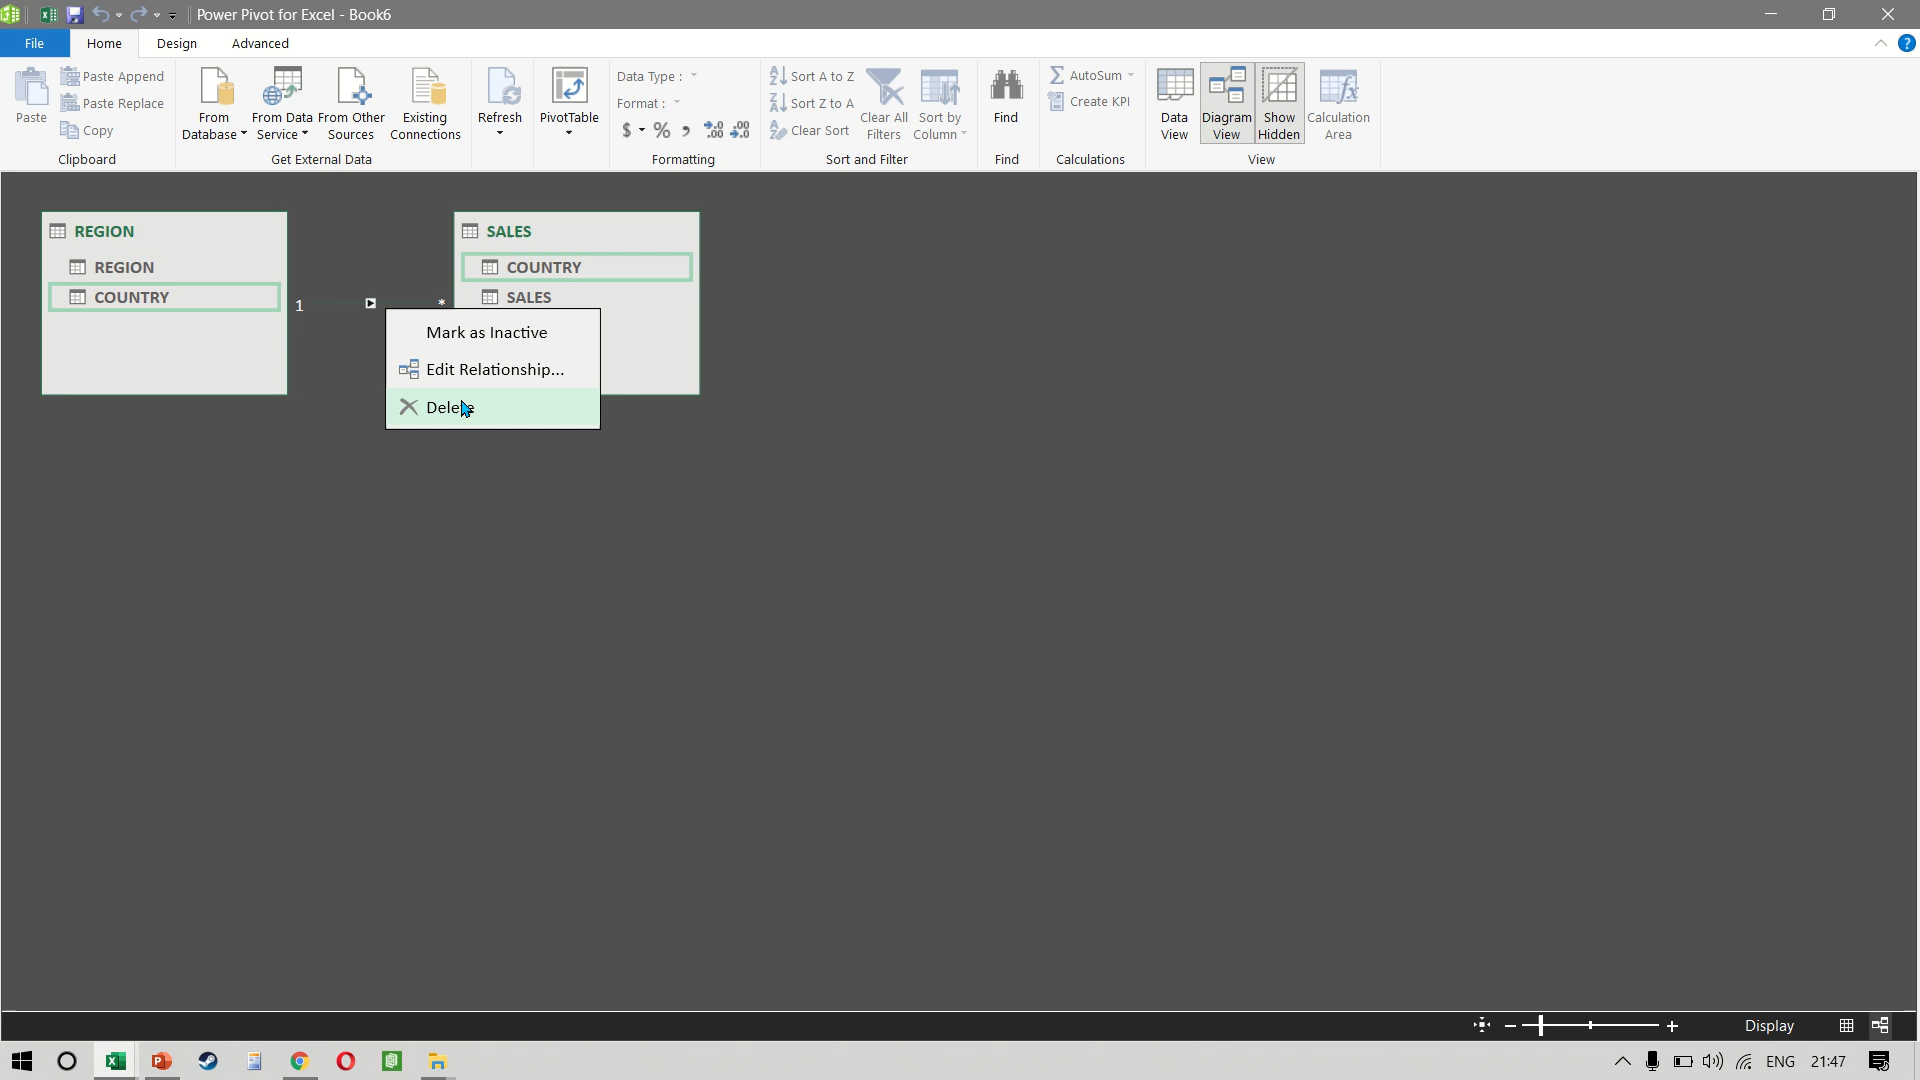 Power Pivot for Excel - Book6
File Home Design Advanced
Paste
Paste Append
Paste Replace
Copy
Clipboard
From Database
From Data Service
From Other Sources
Existing Connections
Get External Data
Refresh
PivotTable
Data Type :
Format :
$ % ,
Formatting
Sort A to Z
Sort Z to A
Clear Sort
Clear All Filters
Sort by Column
Sort and Filter
Find
Find
AutoSum
Create KPI
Calculations
Data View
Diagram View
Show Hidden
Calculation Area
View
REGION
REGION
COUNTRY
1
*
SALES
COUNTRY
SALES
Mark as Inactive
Edit Relationship...
Delete
Display
ENG 21:47